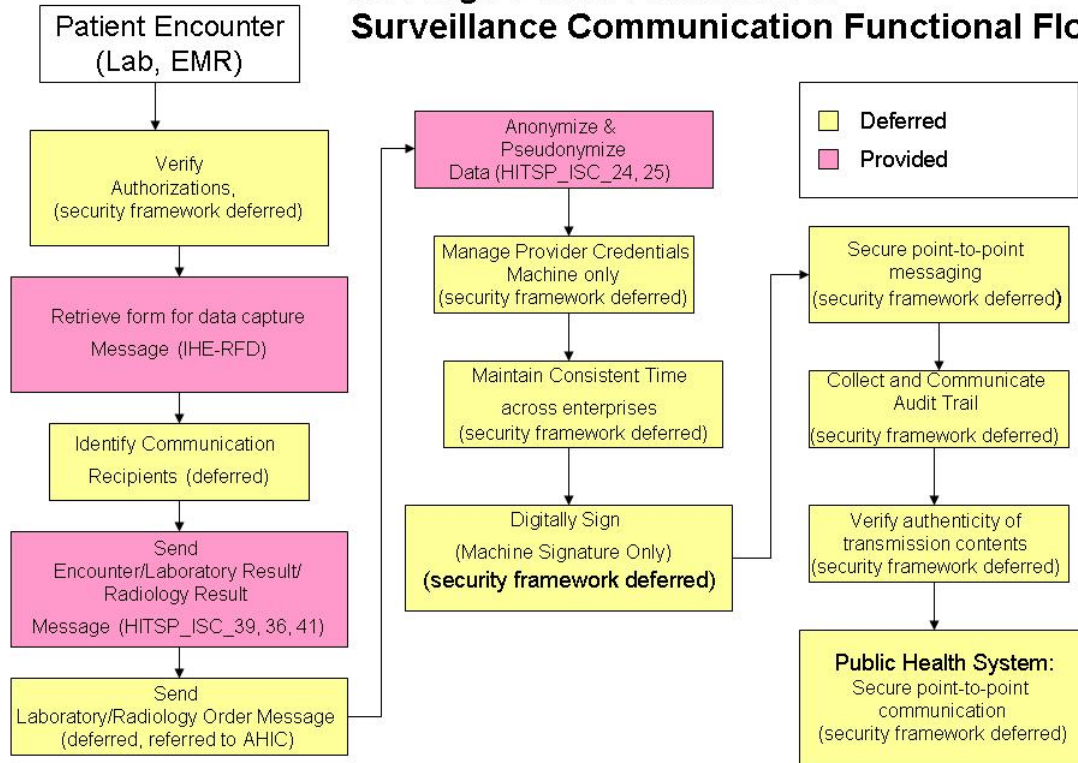 Surveillance Communication Functional Flo
Patient Encounter
(Lab, EMR)
Verify
Authorizations,
(security framework deferred)
Retrieve form for data capture
Message (IHE-RFD)
Identify Communication
Recipients (deferred)
Send
Encounter/Laboratory Result/
Radiology Result
Message (HITSP_ISC_39, 36, 41)
Send
Laboratory/Radiology Order Message
(deferred, referred to AHIC)
Anonymize &
Pseudonymize
Data (HITSP_ISC_24, 25)
Manage Provider Credentials
Machine only
(security framework deferred)
Maintain Consistent Time
across enterprises
(security framework deferred)
Digitally Sign
(Machine Signature Only)
(security framework deferred)
Deferred
Provided
Secure point-to-point
messaging
(security framework deferred)
Collect and Communicate
Audit Trail
(security framework deferred)
Verify authenticity of
transmission contents
(security framework deferred)
Public Health System:
Secure point-to-point
communication
(security framework deferred)